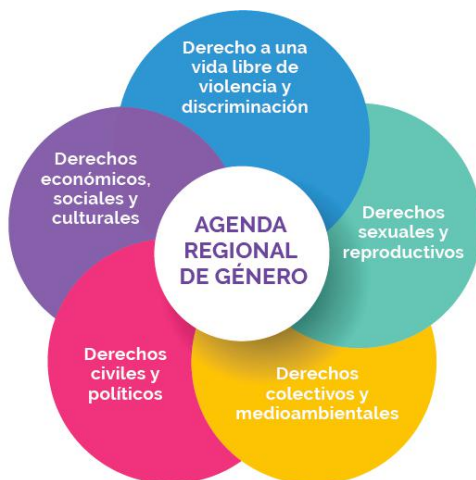 Derecho a una
vida libre de
violencia y
discriminación
Derechos
económicos,
sociales y
culturales
AGENDA
REGIONAL
DE GÉNERO
Derechos
sexuales y
reproductivos
Derechos
civiles y
políticos
Derechos
colectivos y
medioambientales